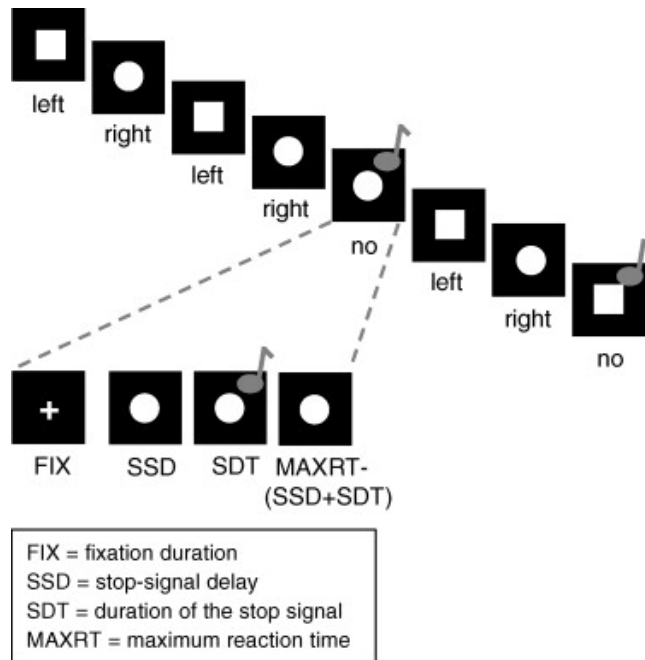 left
right
left
right
no
left
right
no
FIX
SSD
SDT
MAXRT-
(SSD+SDT)
FIX = fixation duration
SSD = stop-signal delay
SDT = duration of the stop signal
MAXRT = maximum reaction time